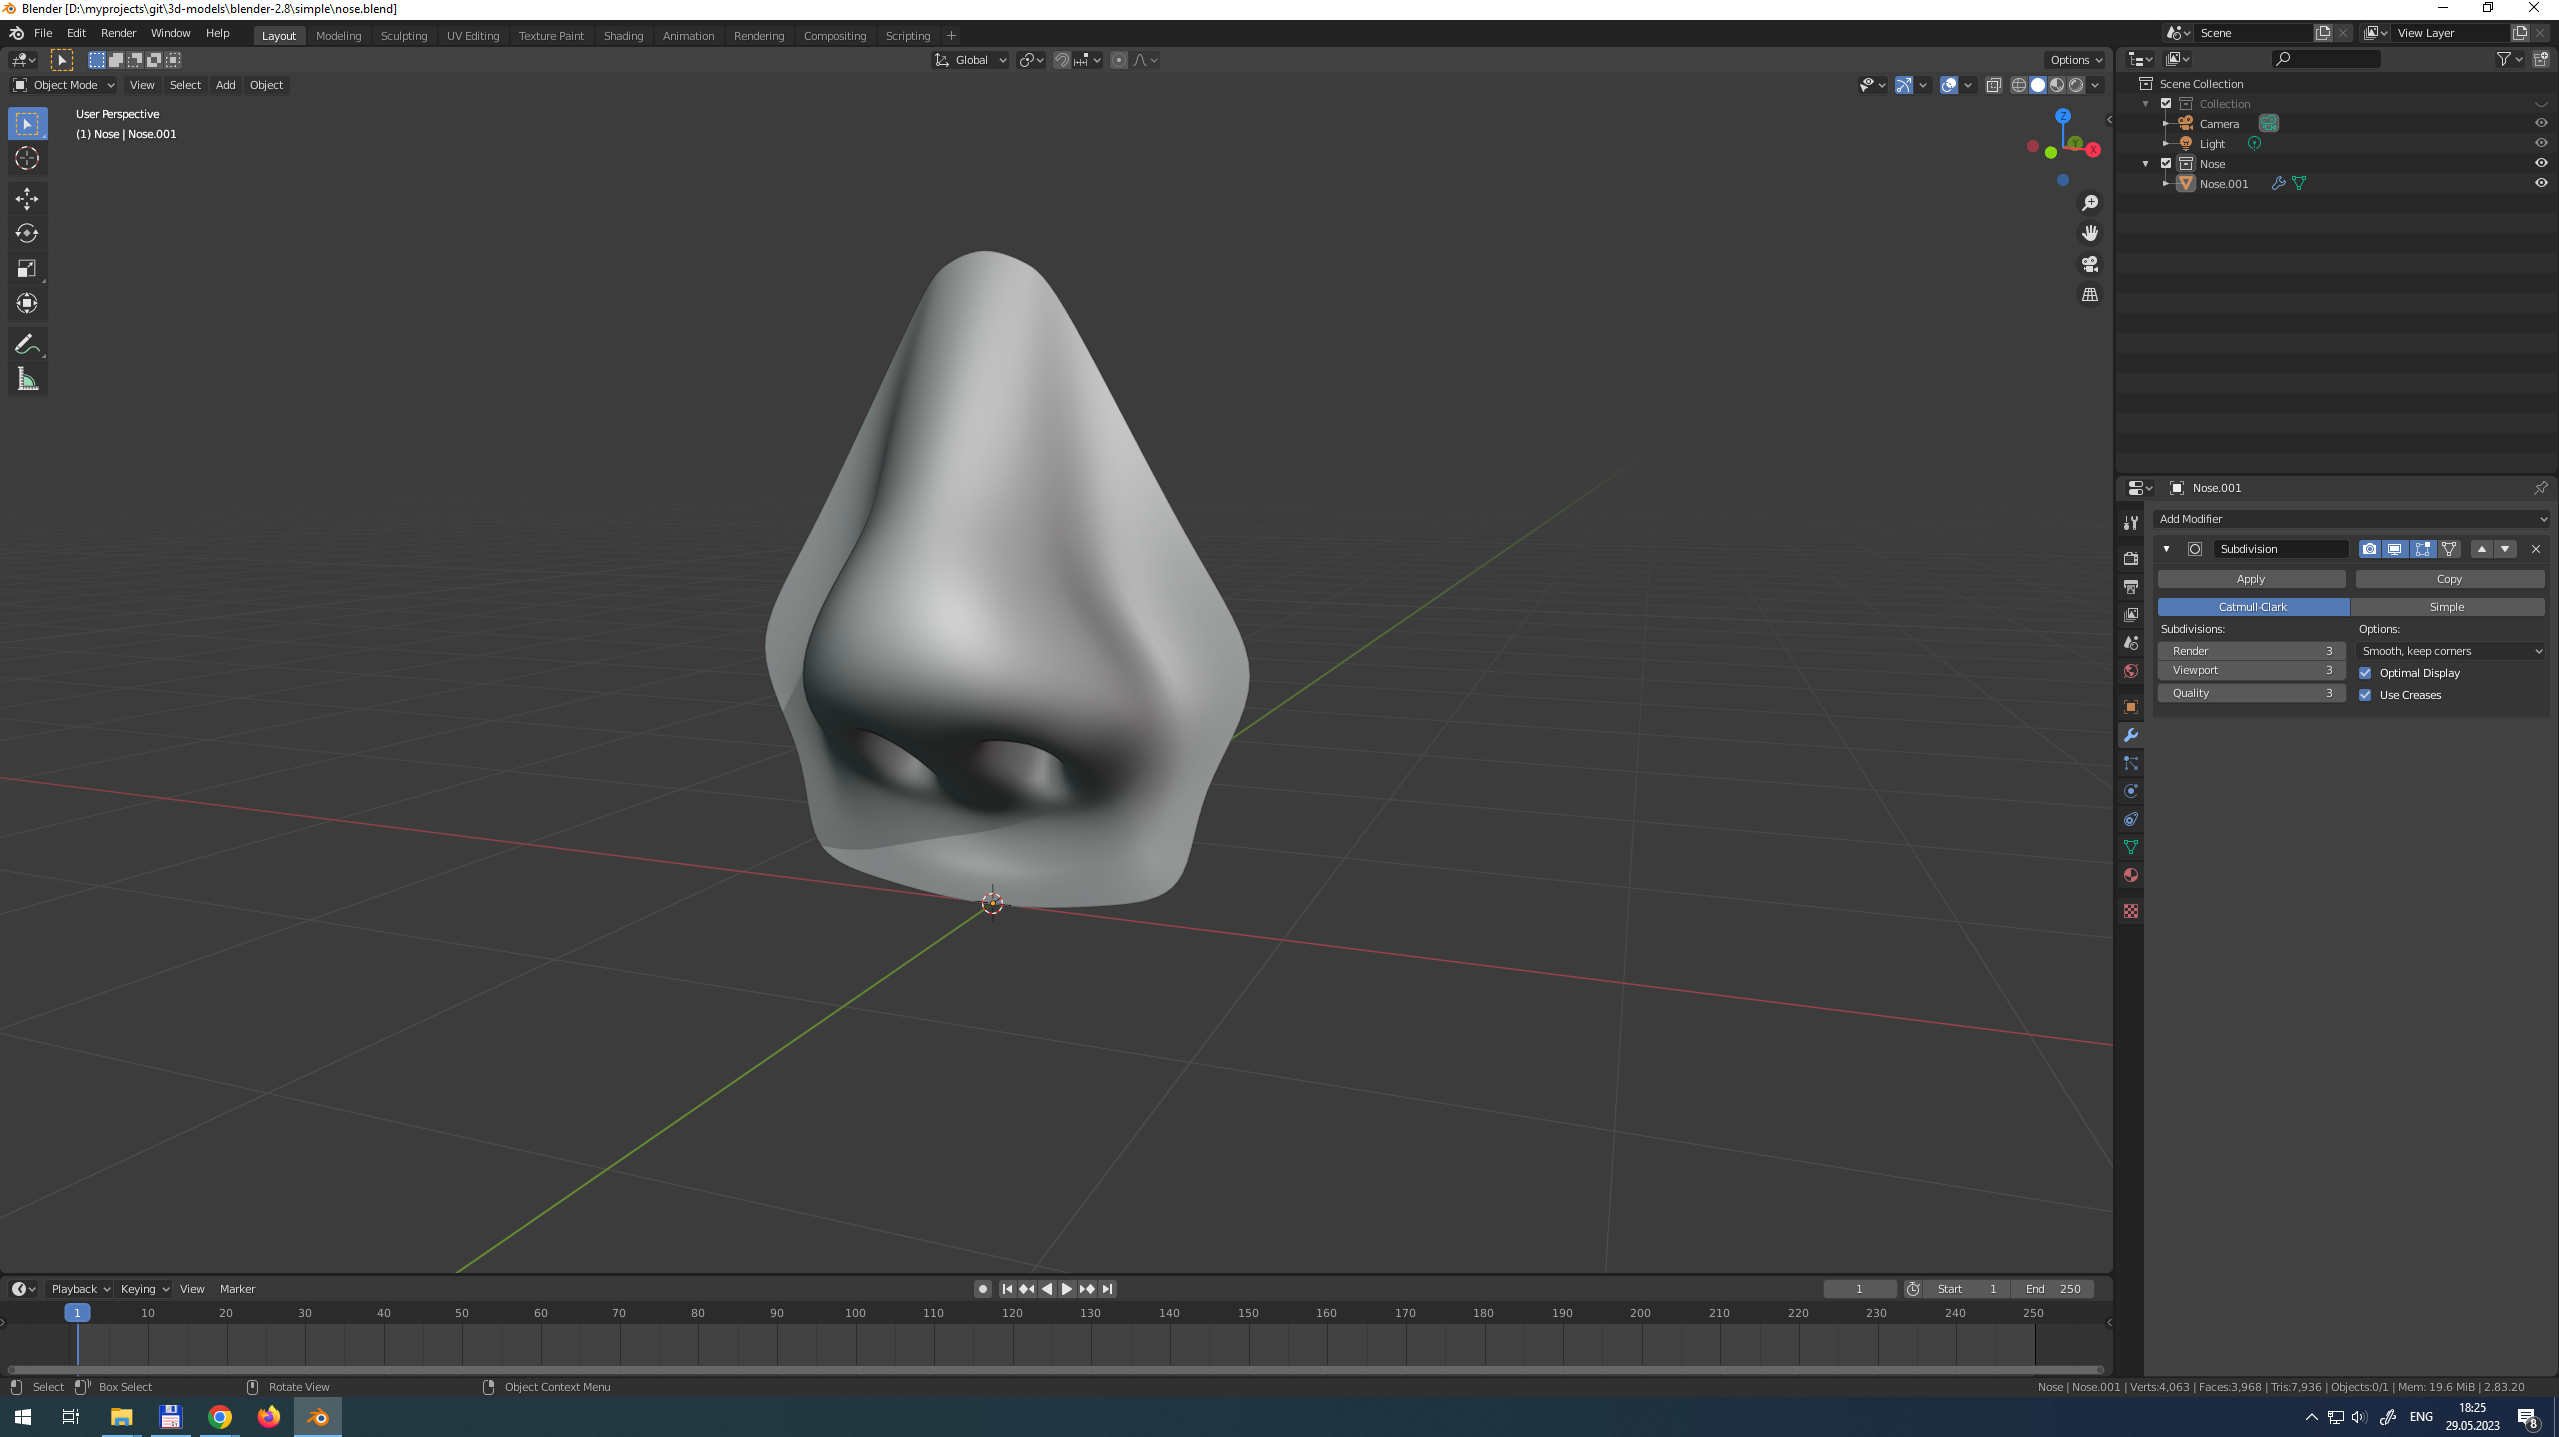 Blender [D:\myprojects\git\3d-models\blender-2.8\simple\nose.blend]
File Edit Render Window Help Layout Modeling Sculpting UV Editing Texture Paint Shading Animation Rendering Compositing Scripting + Scene View Layer
Global Options
Object Mode View Select Add Object
User Perspective
(1) Nose | Nose.001
Z
Y
X
Scene Collection
Collection
Camera
Light
Nose
Nose.001
Nose.001
Add Modifier
Subdivision
Apply Copy
Catmull-Clark Simple
Subdivisions: Options:
Render 3 Smooth, keep corners
Viewport 3 Optimal Display
Quality 3 Use Creases
Playback Keying View Marker 1 Start 1 End 250
1 10 20 30 40 50 60 70 80 90 100 110 120 130 140 150 160 170 180 190 200 210 220 230 240 250
Select Box Select Rotate View Object Context Menu Nose | Nose.001 | Verts:4,063 | Faces:3,968 | Tris:7,936 | Objects:0/1 | Mem: 19.6 MiB | 2.83.20
ENG 18:25
29.05.2023
8